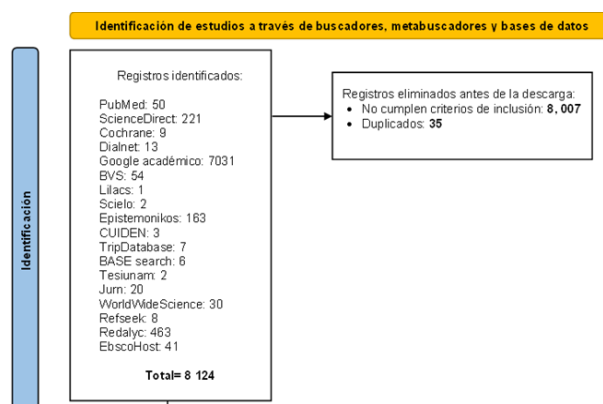 Identificación de estudios a través de buscadores, metabuscadores y bases de datos
Identificación
Registros identificados:
PubMed: 50
ScienceDirect: 221
Cochrane: 9
Dialnet: 13
Google académico: 7031
BVS: 54
Lilacs: 1
Scielo: 2
Epistemonikos: 163
CUIDEN: 3
TripDatabase: 7
BASE search: 6
Tesiunam: 2
Jurn: 20
WorldWideScience: 30
Refseek: 8
Redalyc: 463
EbscoHost: 41
Total= 8 124
Registros eliminados antes de la descarga:
• No cumplen criterios de inclusión: 8, 007
• Duplicados: 35